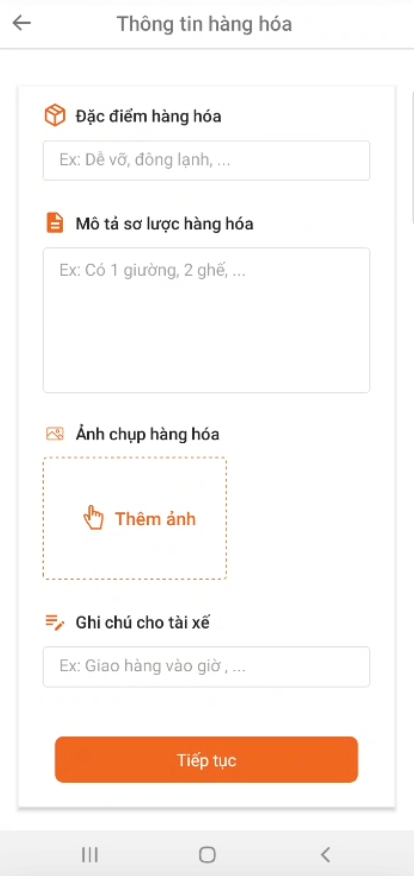 Thông tin hàng hóa
Đặc điểm hàng hóa
Ex: Dễ vỡ, đông lạnh, ...
Mô tả sơ lược hàng hóa
Ex: Có 1 giường, 2 ghế, ...
Ảnh chụp hàng hóa
Thêm ảnh
Ghi chú cho tài xế
Ex: Giao hàng vào giờ , ...
Tiếp tục